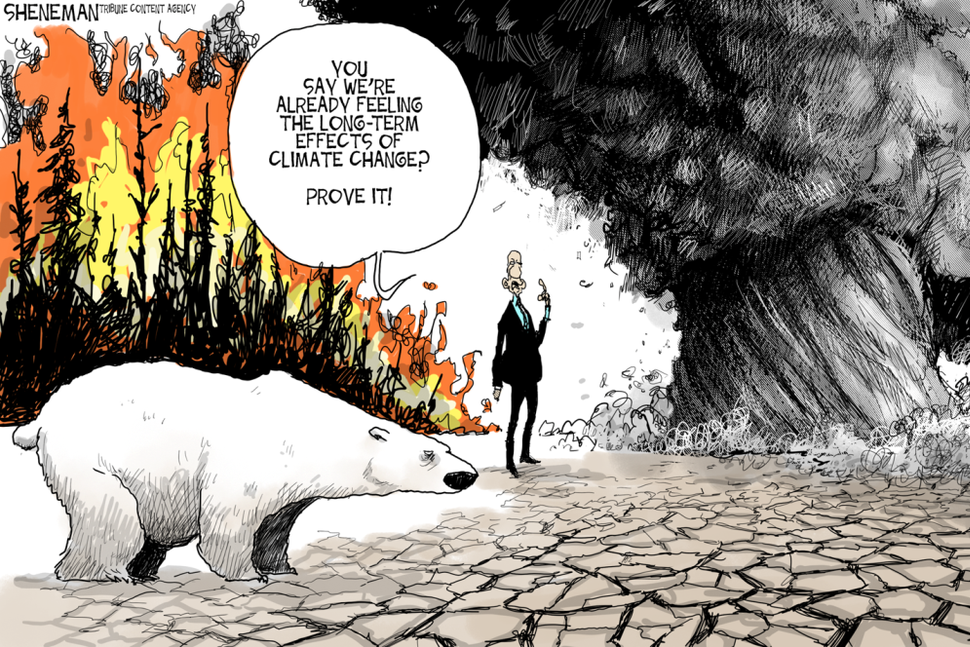 SHENEMAN TRIBUNE CONTENT AGENCY
YOU
SAY WE'RE
ALREADY FEELING
THE LONG-TERM
EFFECTS OF
CLIMATE CHANGE?
PROVE IT!